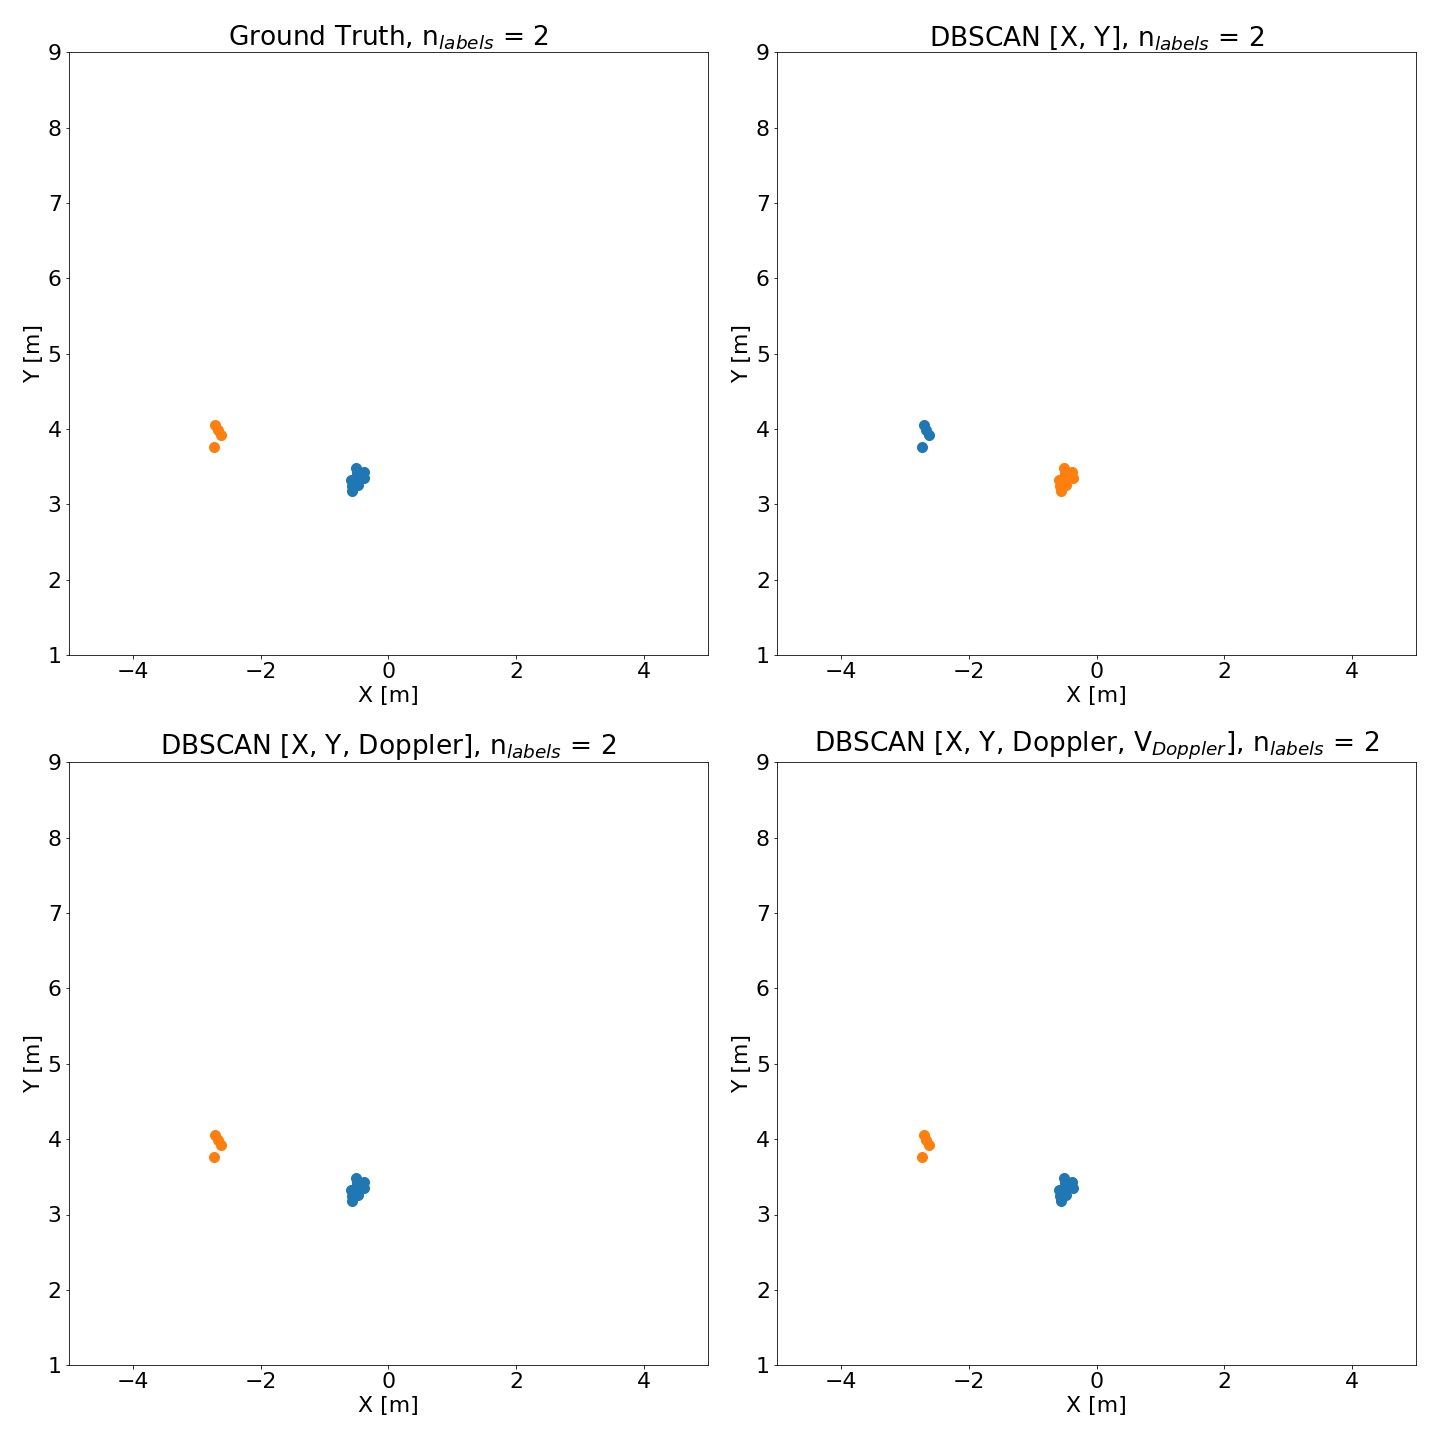 Ground Truth, n_labels = 2
9
8
7
6
5
4
3
2
1
Y [m]
−4 −2 0 2 4
X [m]
DBSCAN [X, Y], n_labels = 2
9
8
7
6
5
4
3
2
1
Y [m]
−4 −2 0 2 4
X [m]
DBSCAN [X, Y, Doppler], n_labels = 2
9
8
7
6
5
4
3
2
1
Y [m]
−4 −2 0 2 4
X [m]
DBSCAN [X, Y, Doppler, V_Doppler], n_labels = 2
9
8
7
6
5
4
3
2
1
Y [m]
−4 −2 0 2 4
X [m]